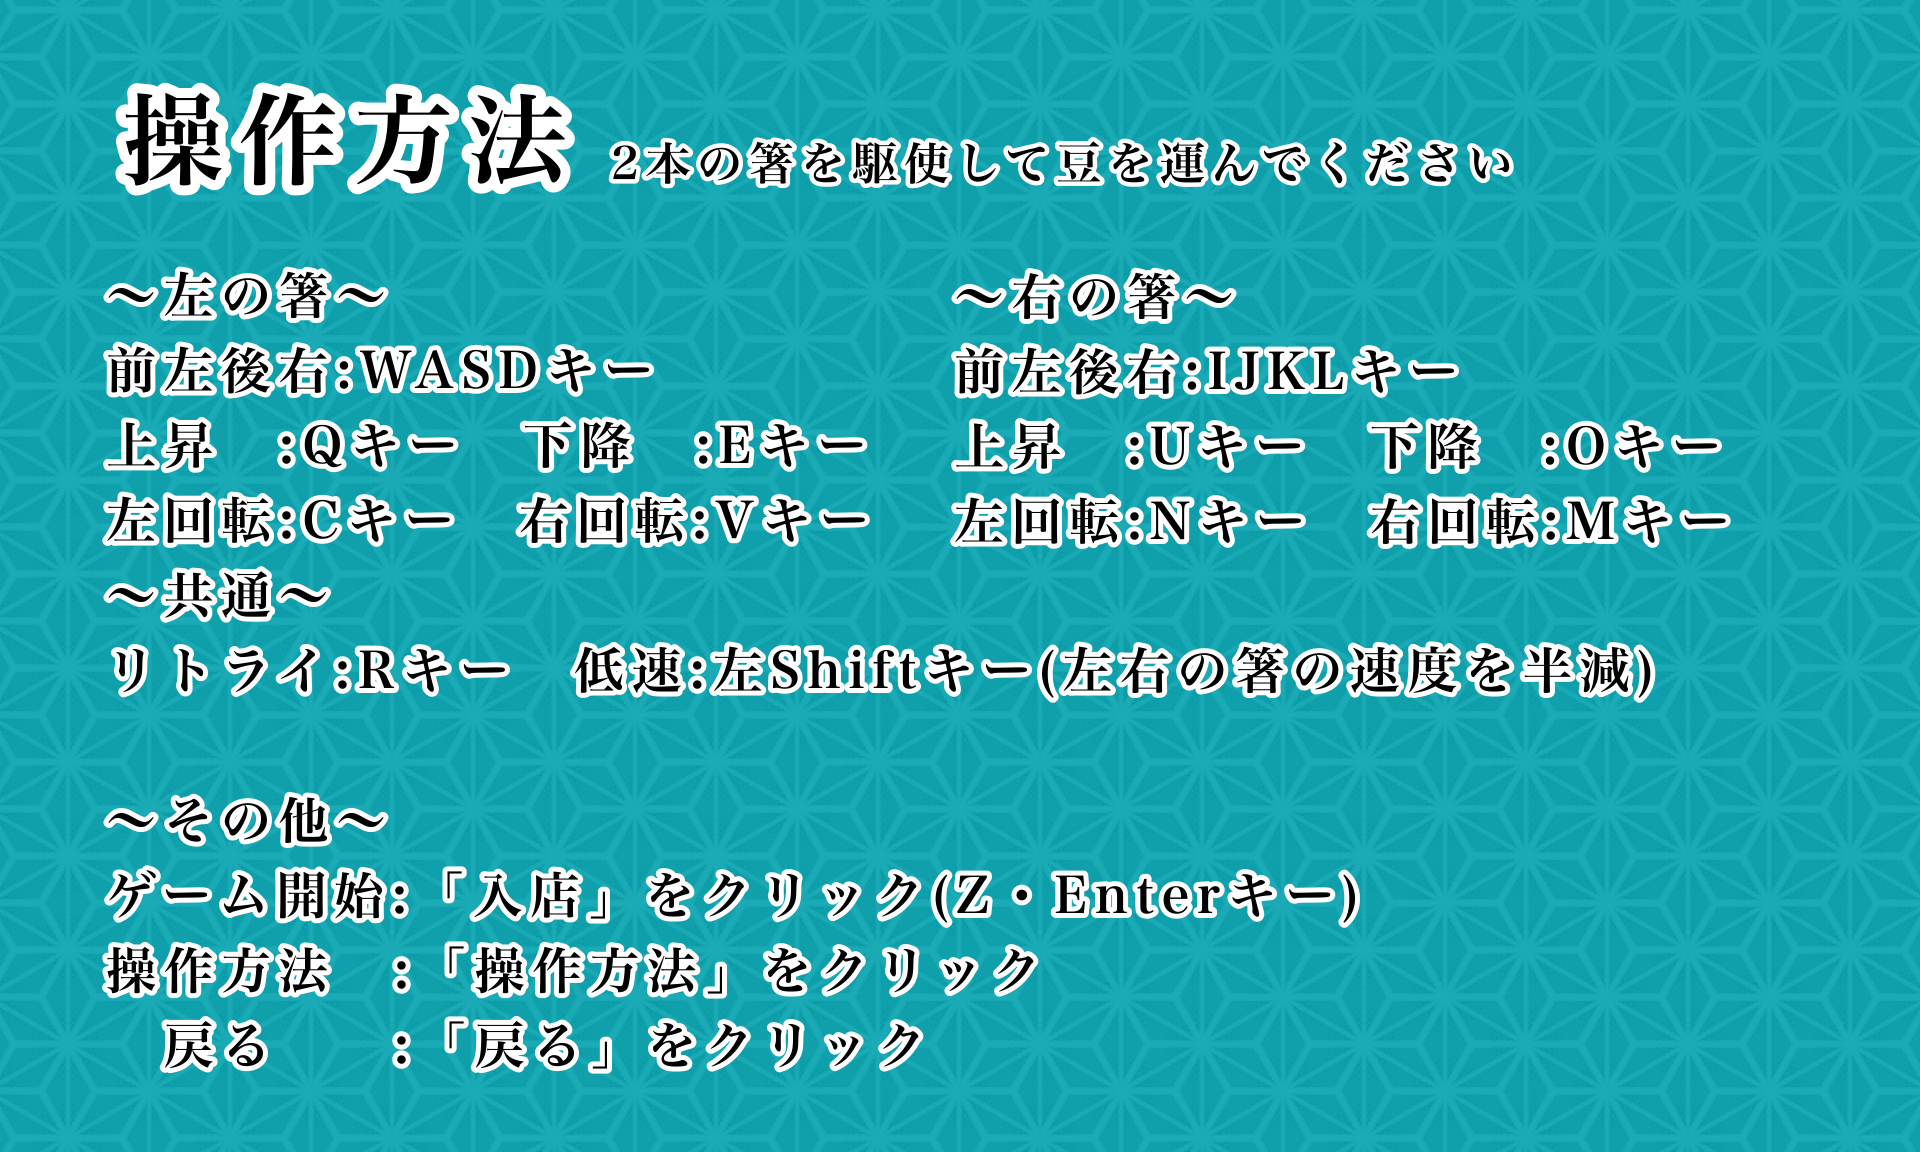 操作方法 2本の箸を駆使して豆を運んでください
～左の箸～
前左後右:WASDキー
上昇　:Qキー　下降　:Eキー
左回転:Cキー　右回転:Vキー
～右の箸～
前左後右:IJKLキー
上昇　:Uキー　下降　:Oキー
左回転:Nキー　右回転:Mキー
～共通～
リトライ:Rキー　低速:左Shiftキー(左右の箸の速度を半減)
～その他～
ゲーム開始:「入店」をクリック(Z・Enterキー)
操作方法　:「操作方法」をクリック
戻る　　:「戻る」をクリック